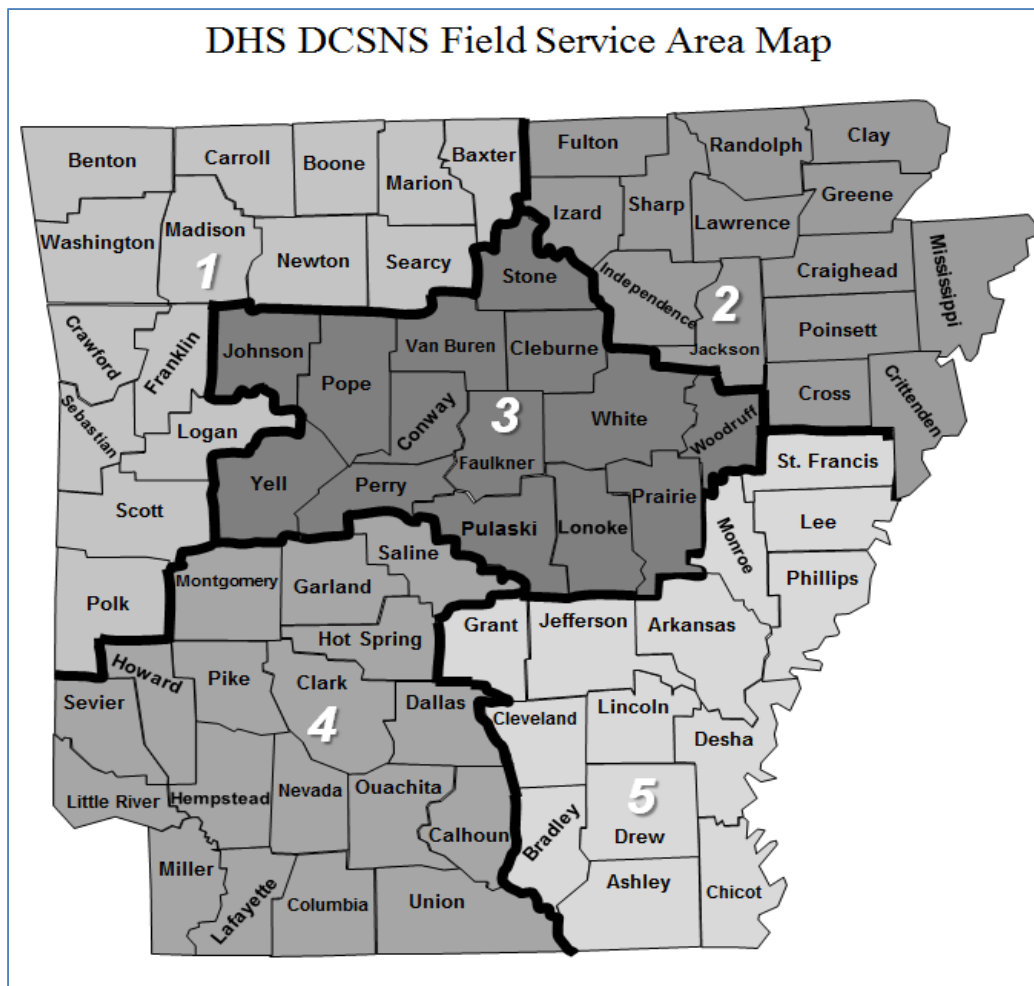 DHS DCSNS Field Service Area Map
Benton
Carroll
Boone
Marion
Baxter
Fulton
Randolph
Clay
Washington
Madison
1
Newton
Searcy
Izard
Sharp
Lawrence
Greene
Mississippi
Stone
Independence
2
Jackson
Craighead
Poinsett
Crawford
Franklin
Johnson
Pope
Van Buren
Cleburne
Cross
Crittenden
Sebastian
Logan
Conway
3
Faulkner
White
Woodruff
St. Francis
Scott
Yell
Perry
Pulaski
Lonoke
Prairie
Monroe
Lee
Phillips
Polk
Montgomery
Garland
Saline
Hot Spring
Grant
Jefferson
Arkansas
Howard
Sevier
Pike
Clark
4
Dallas
Cleveland
Lincoln
Desha
Little River
Hempstead
Nevada
Ouachita
Calhoun
Bradley
5
Drew
Miller
Lafayette
Columbia
Union
Ashley
Chicot